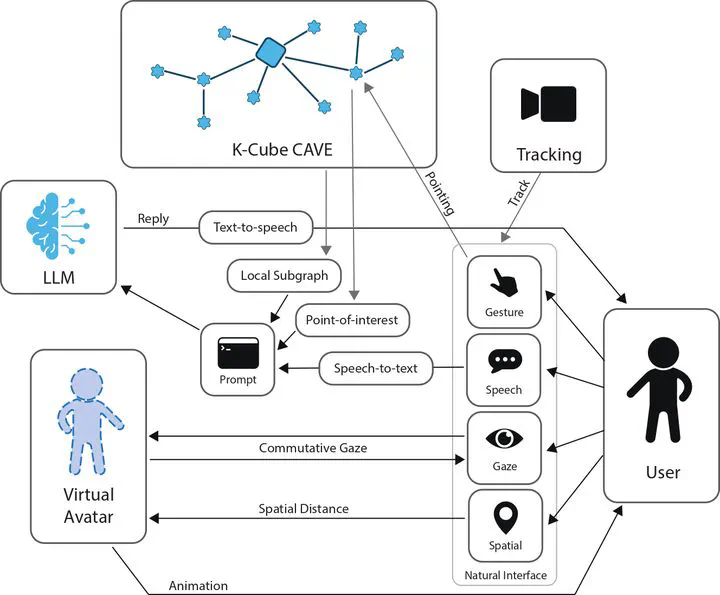 K-Cube CAVE
Tracking
Pointing
Track
LLM
Reply
Text-to-speech
Local Subgraph
Point-of-interest
Prompt
Speech-to-text
Gesture
Speech
Gaze
Spatial
Natural Interface
User
Virtual
Avatar
Commutative Gaze
Spatial Distance
Animation